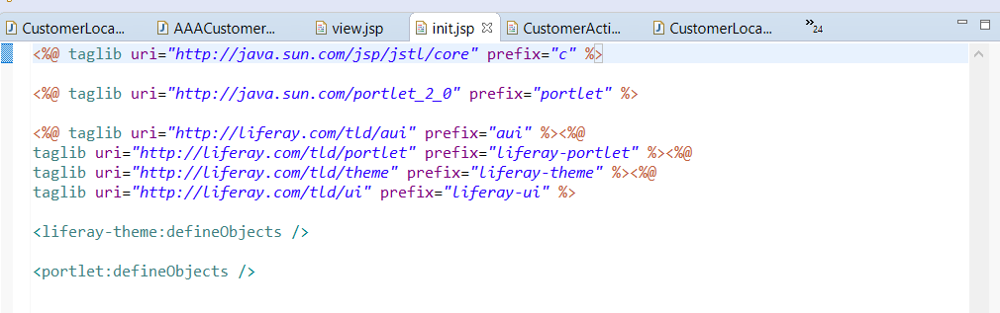 CustomerLoca... AAACustomer... view.jsp init.jsp CustomerActi... CustomerLoca... »24
<%@ taglib uri="http://java.sun.com/jsp/jstl/core" prefix="c" %>
<%@ taglib uri="http://java.sun.com/portlet_2_0" prefix="portlet" %>
<%@ taglib uri="http://liferay.com/tld/aui" prefix="aui" %><%@
taglib uri="http://liferay.com/tld/portlet" prefix="liferay-portlet" %><%@
taglib uri="http://liferay.com/tld/theme" prefix="liferay-theme" %><%@
taglib uri="http://liferay.com/tld/ui" prefix="liferay-ui" %>
<liferay-theme:defineObjects />
<portlet:defineObjects />